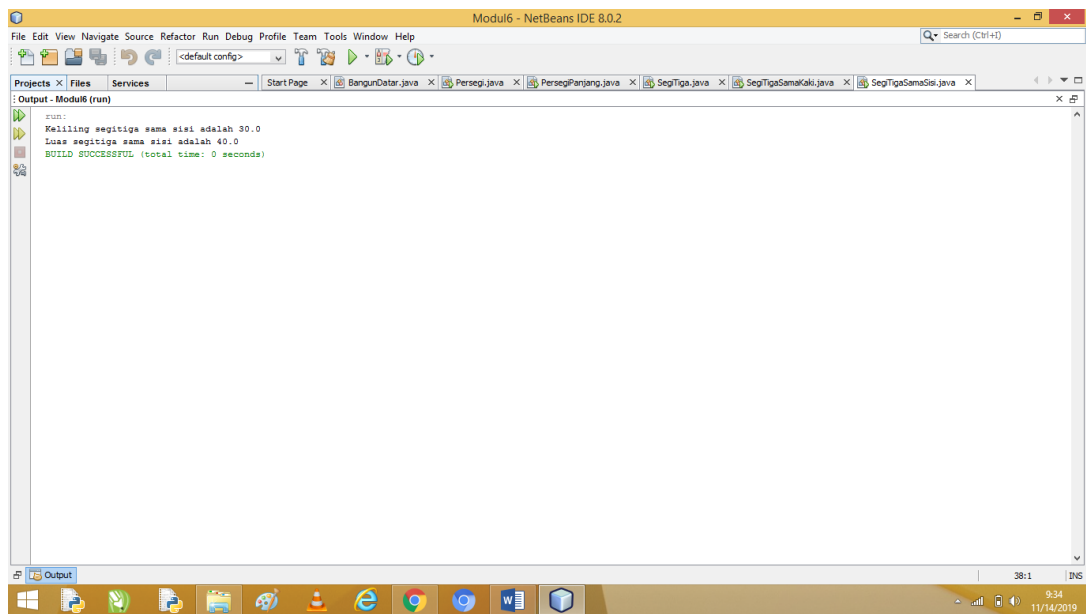 Modul6 - NetBeans IDE 8.0.2
File Edit View Navigate Source Refactor Run Debug Profile Team Tools Window Help
Search (Ctrl+I)
<default config>
Projects Files Services
Start Page BangunDatar.java Persegi.java PersegiPanjang.java SegiTiga.java SegiTigaSamaKaki.java SegiTigaSamaSisi.java
Output - Modul6 (run)
run:
Keliling segitiga sama sisi adalah 30.0
Luas segitiga sama sisi adalah 40.0
BUILD SUCCESSFUL (total time: 0 seconds)
Output
38:1 INS
9:34
11/14/2019